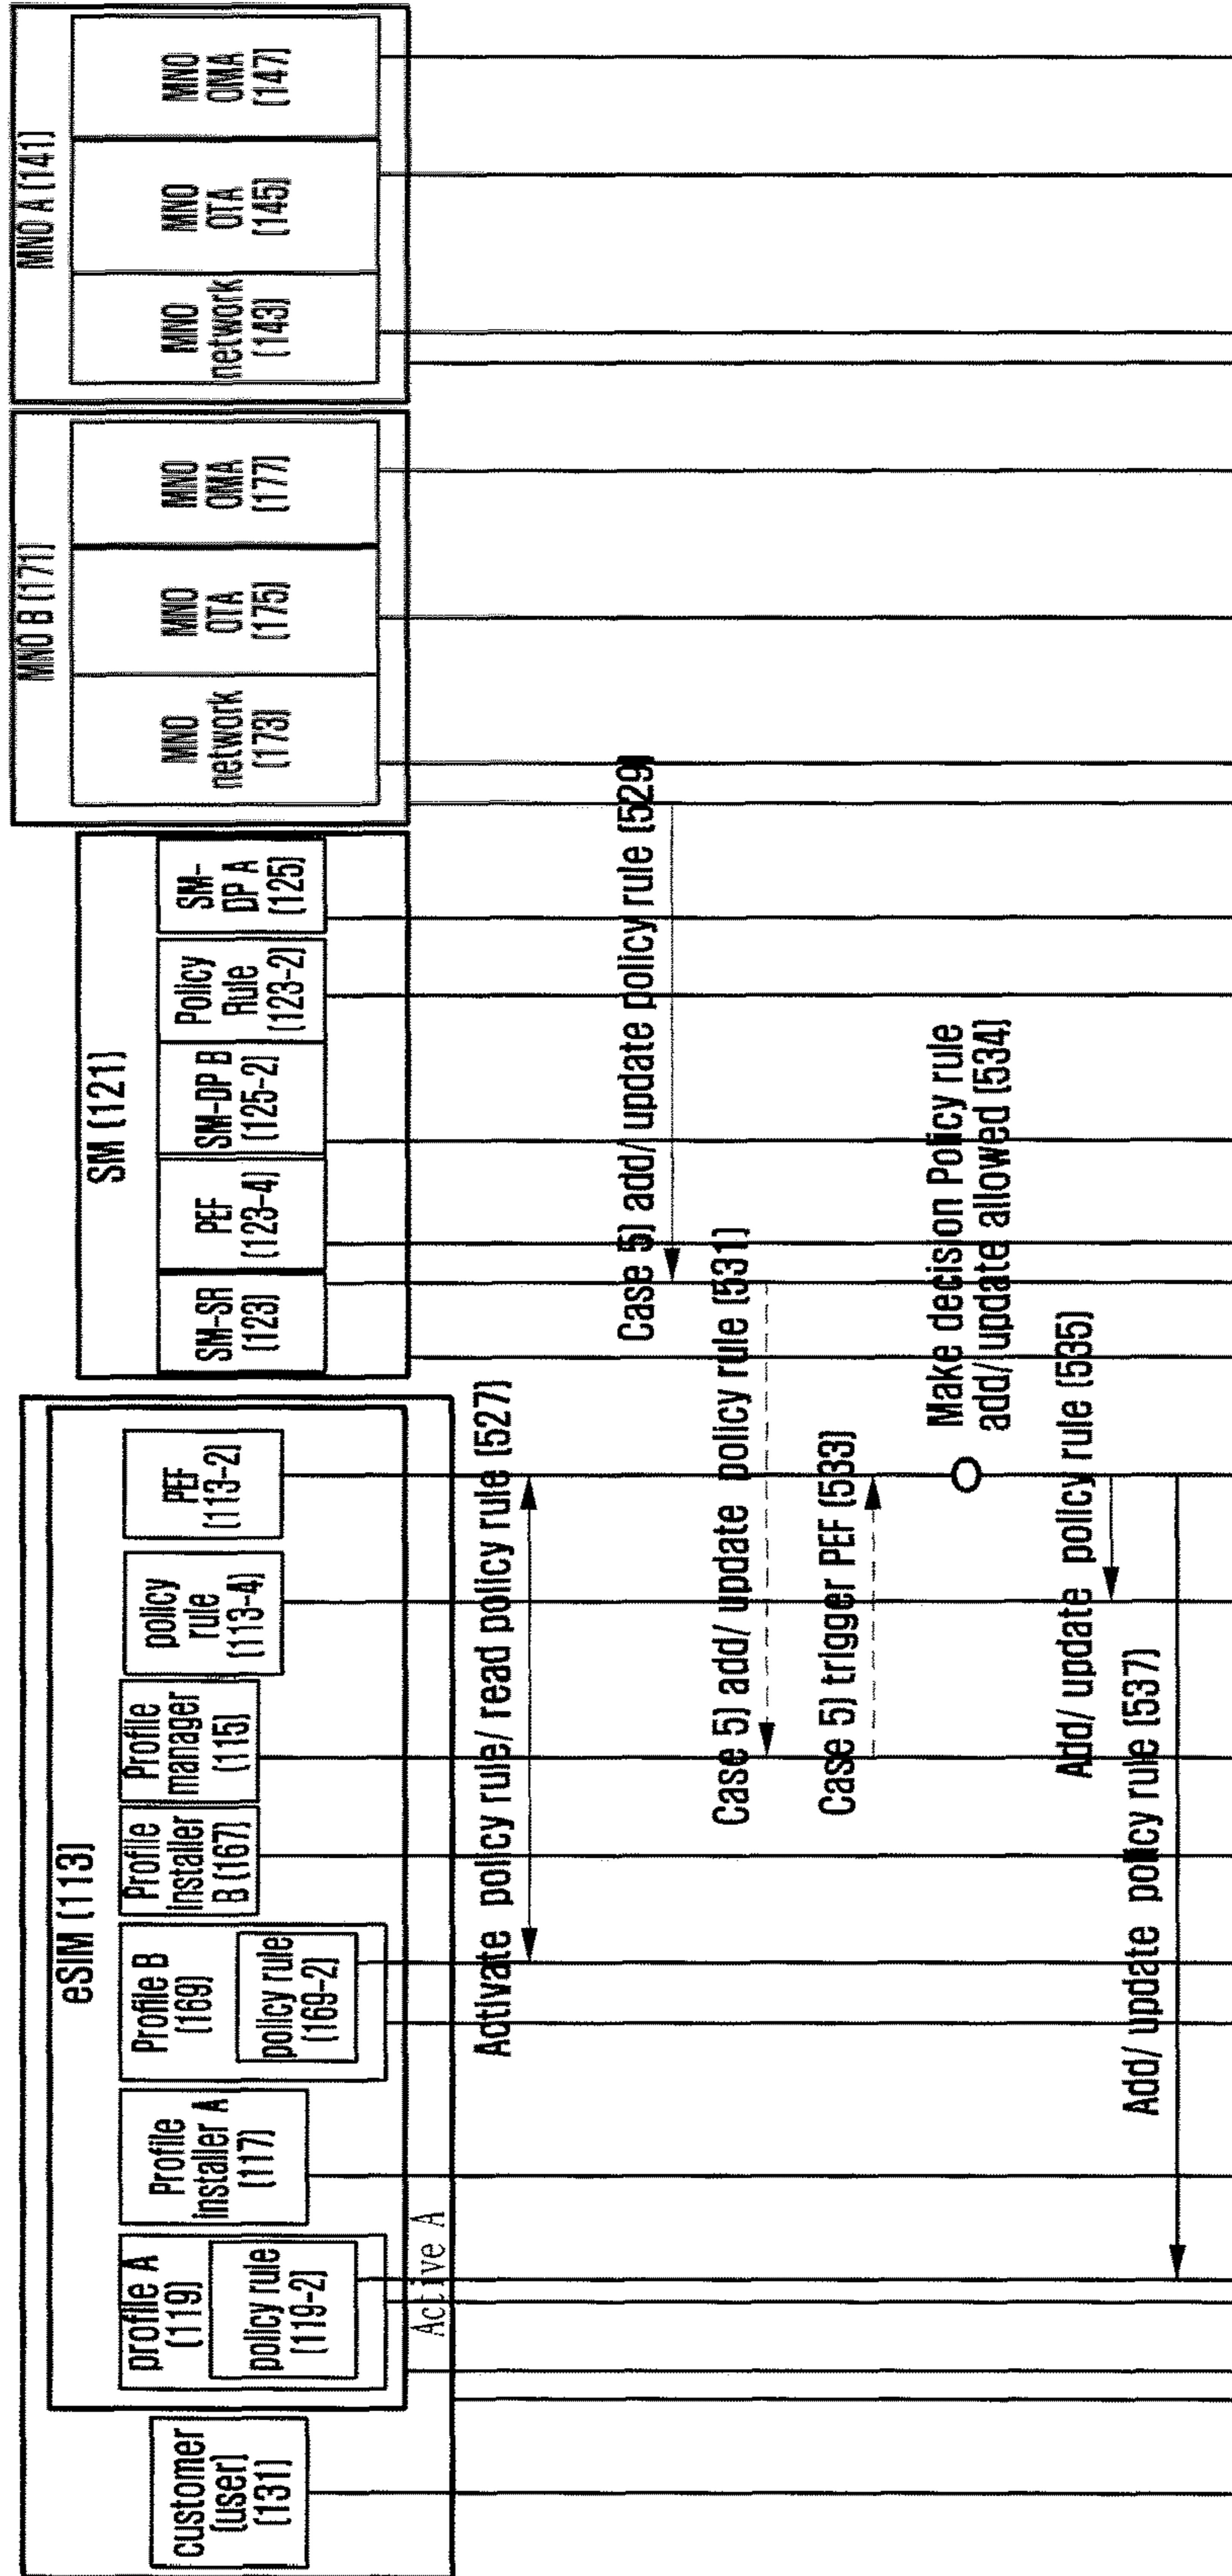 customer
(user)
(131)
eSIM (113)
profile A
(119)
policy rule
(119-2)
Profile
installer A
(117)
Profile B
(169)
policy rule
(169-2)
Profile
installer
B (167)
Profile
manager
(115)
policy
rule
(113-4)
PEF
(113-2)
Active A
SM (121)
SM-SR
(123)
PEF
(123-4)
SM-DP B
(125-2)
Policy
Rule
(123-2)
SM-
DP A
(125)
MNO B (171)
MNO
network
(173)
MNO
OTA
(175)
MNO
OMA
(177)
MNO A (141)
MNO
network
(143)
MNO
OTA
(145)
MNO
OMA
(147)
Activate policy rule/ read policy rule (527)
Case 5) add/ update policy rule (529)
Case 5) add/ update policy rule (531)
Case 5) trigger PEF (533)
Make decision Policy rule
add/ update allowed (534)
Add/ update policy rule (535)
Add/ update policy rule (537)